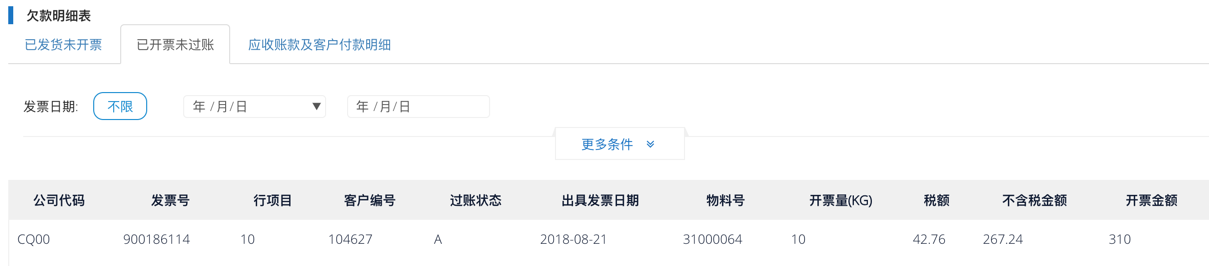 欠款明细表
已发货未开票 已开票未过账 应收账款及客户付款明细
发票日期: 不限 年 /月/日 年 /月/日
更多条件
公司代码 发票号 行项目 客户编号 过账状态 出具发票日期 物料号 开票量(KG) 税额 不含税金额 开票金额
CQ00 900186114 10 104627 A 2018-08-21 31000064 10 42.76 267.24 310